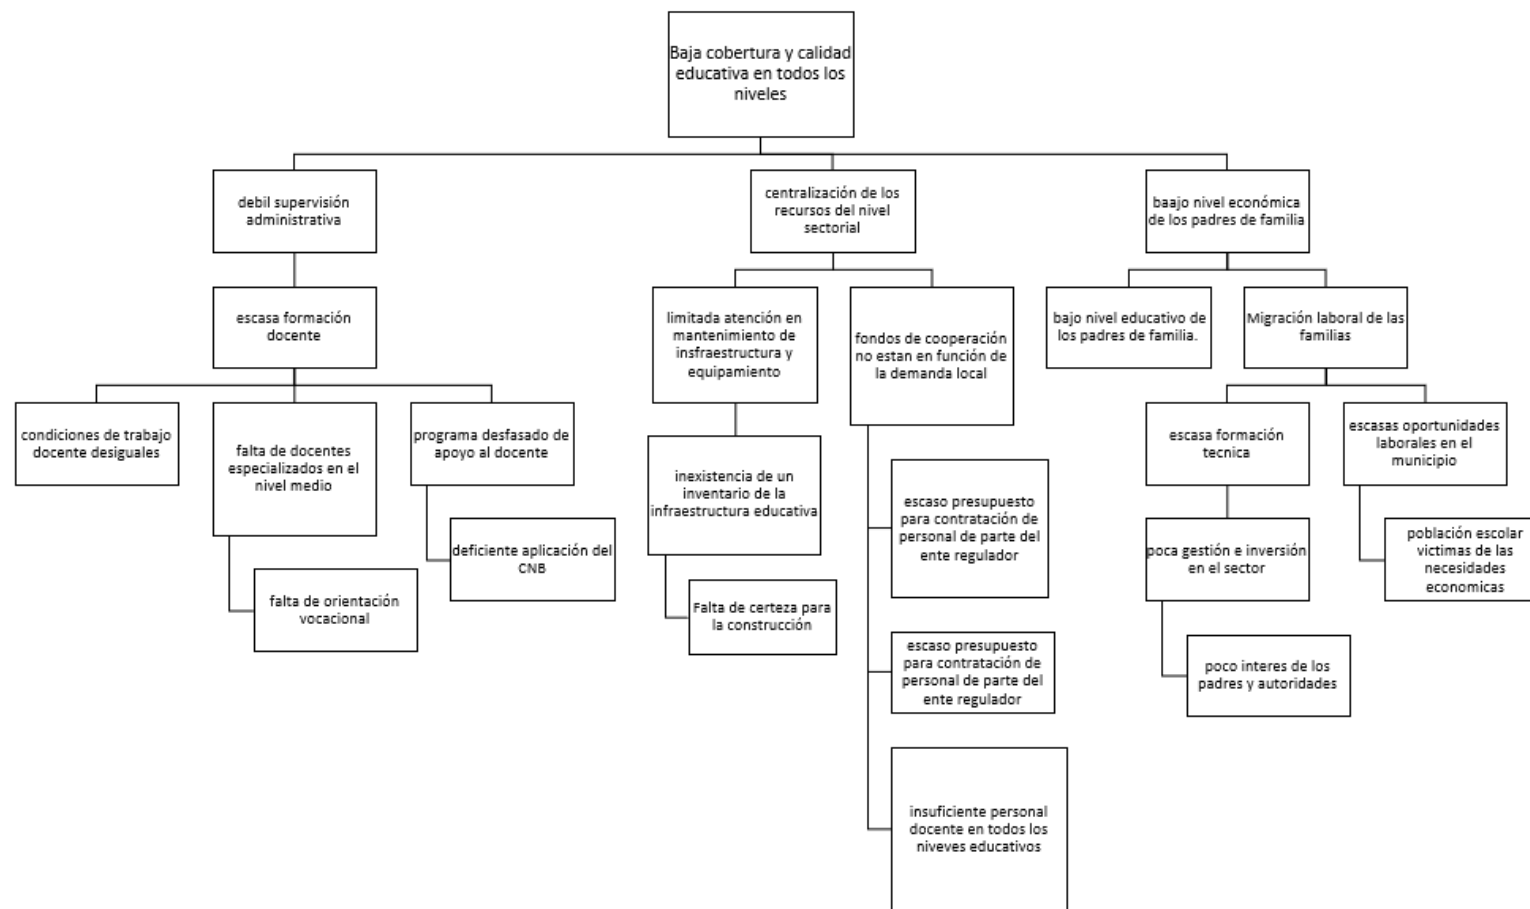 Baja cobertura y calidad
educativa en todos los
niveles
debil supervisión
administrativa
centralización de los
recursos del nivel
sectorial
baajo nivel económica
de los padres de familia
escasa formación
docente
limitada atención en
mantenimiento de
insfraestructura y
equipamiento
fondos de cooperación
no estan en función de
la demanda local
bajo nivel educativo de
los padres de familia.
Migración laboral de las
familias
condiciones de trabajo
docente desiguales
falta de docentes
especializados en el
nivel medio
programa desfasado de
apoyo al docente
inexistencia de un
inventario de la
infraestructura educativa
escaso presupuesto
para contratación de
personal de parte del
ente regulador
escasa formación
tecnica
escasas oportunidades
laborales en el
municipio
deficiente aplicación del
CNB
poca gestión e inversión
en el sector
población escolar
victimas de las
necesidades
economicas
falta de orientación
vocacional
Falta de certeza para
la construcción
escaso presupuesto
para contratación de
personal de parte del
ente regulador
poco interes de los
padres y autoridades
insuficiente personal
docente en todos los
niveves educativos